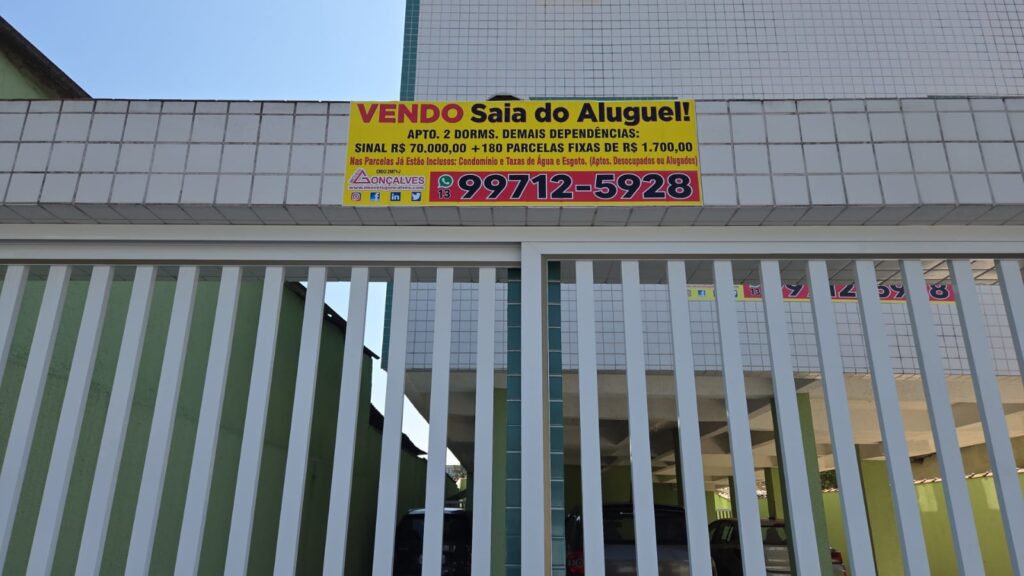 VENDO Saia do Aluguel!
APTO. 2 DORMS. DEMAIS DEPENDÊNCIAS:
SINAL R$ 70.000,00 + 180 PARCELAS FIXAS DE R$ 1.700,00
Nas Parcelas Já Estão Inclusos: Condomínio e Taxas de Água e Esgoto. (Aptos. Desocupados ou Alugados)
GONÇALVES
13 99712-5928
99712-5928